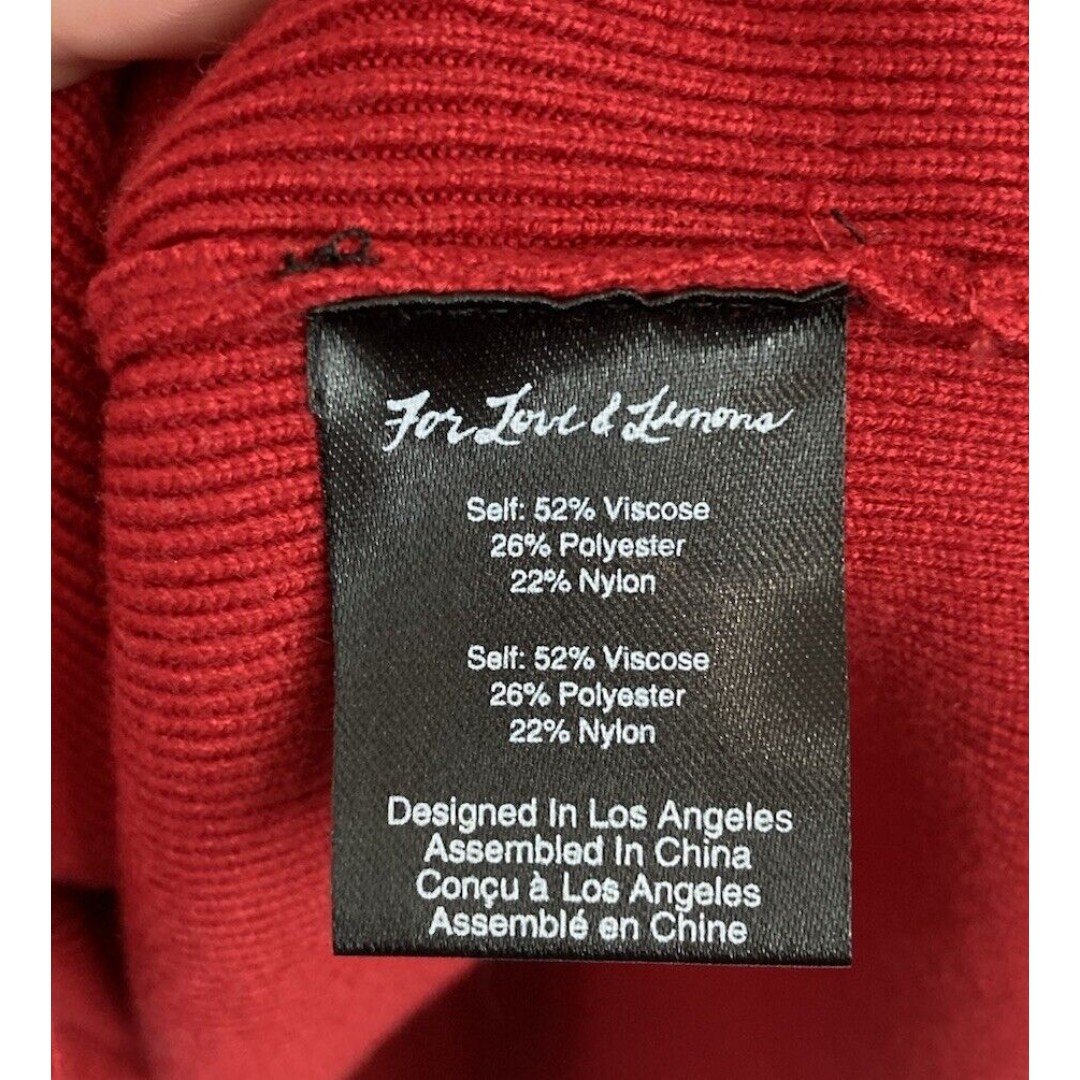 For Love & Lemons
Self: 52% Viscose
26% Polyester
22% Nylon
Self: 52% Viscose
26% Polyester
22% Nylon
Designed In Los Angeles
Assembled In China
Conçu à Los Angeles
Assemblé en Chine